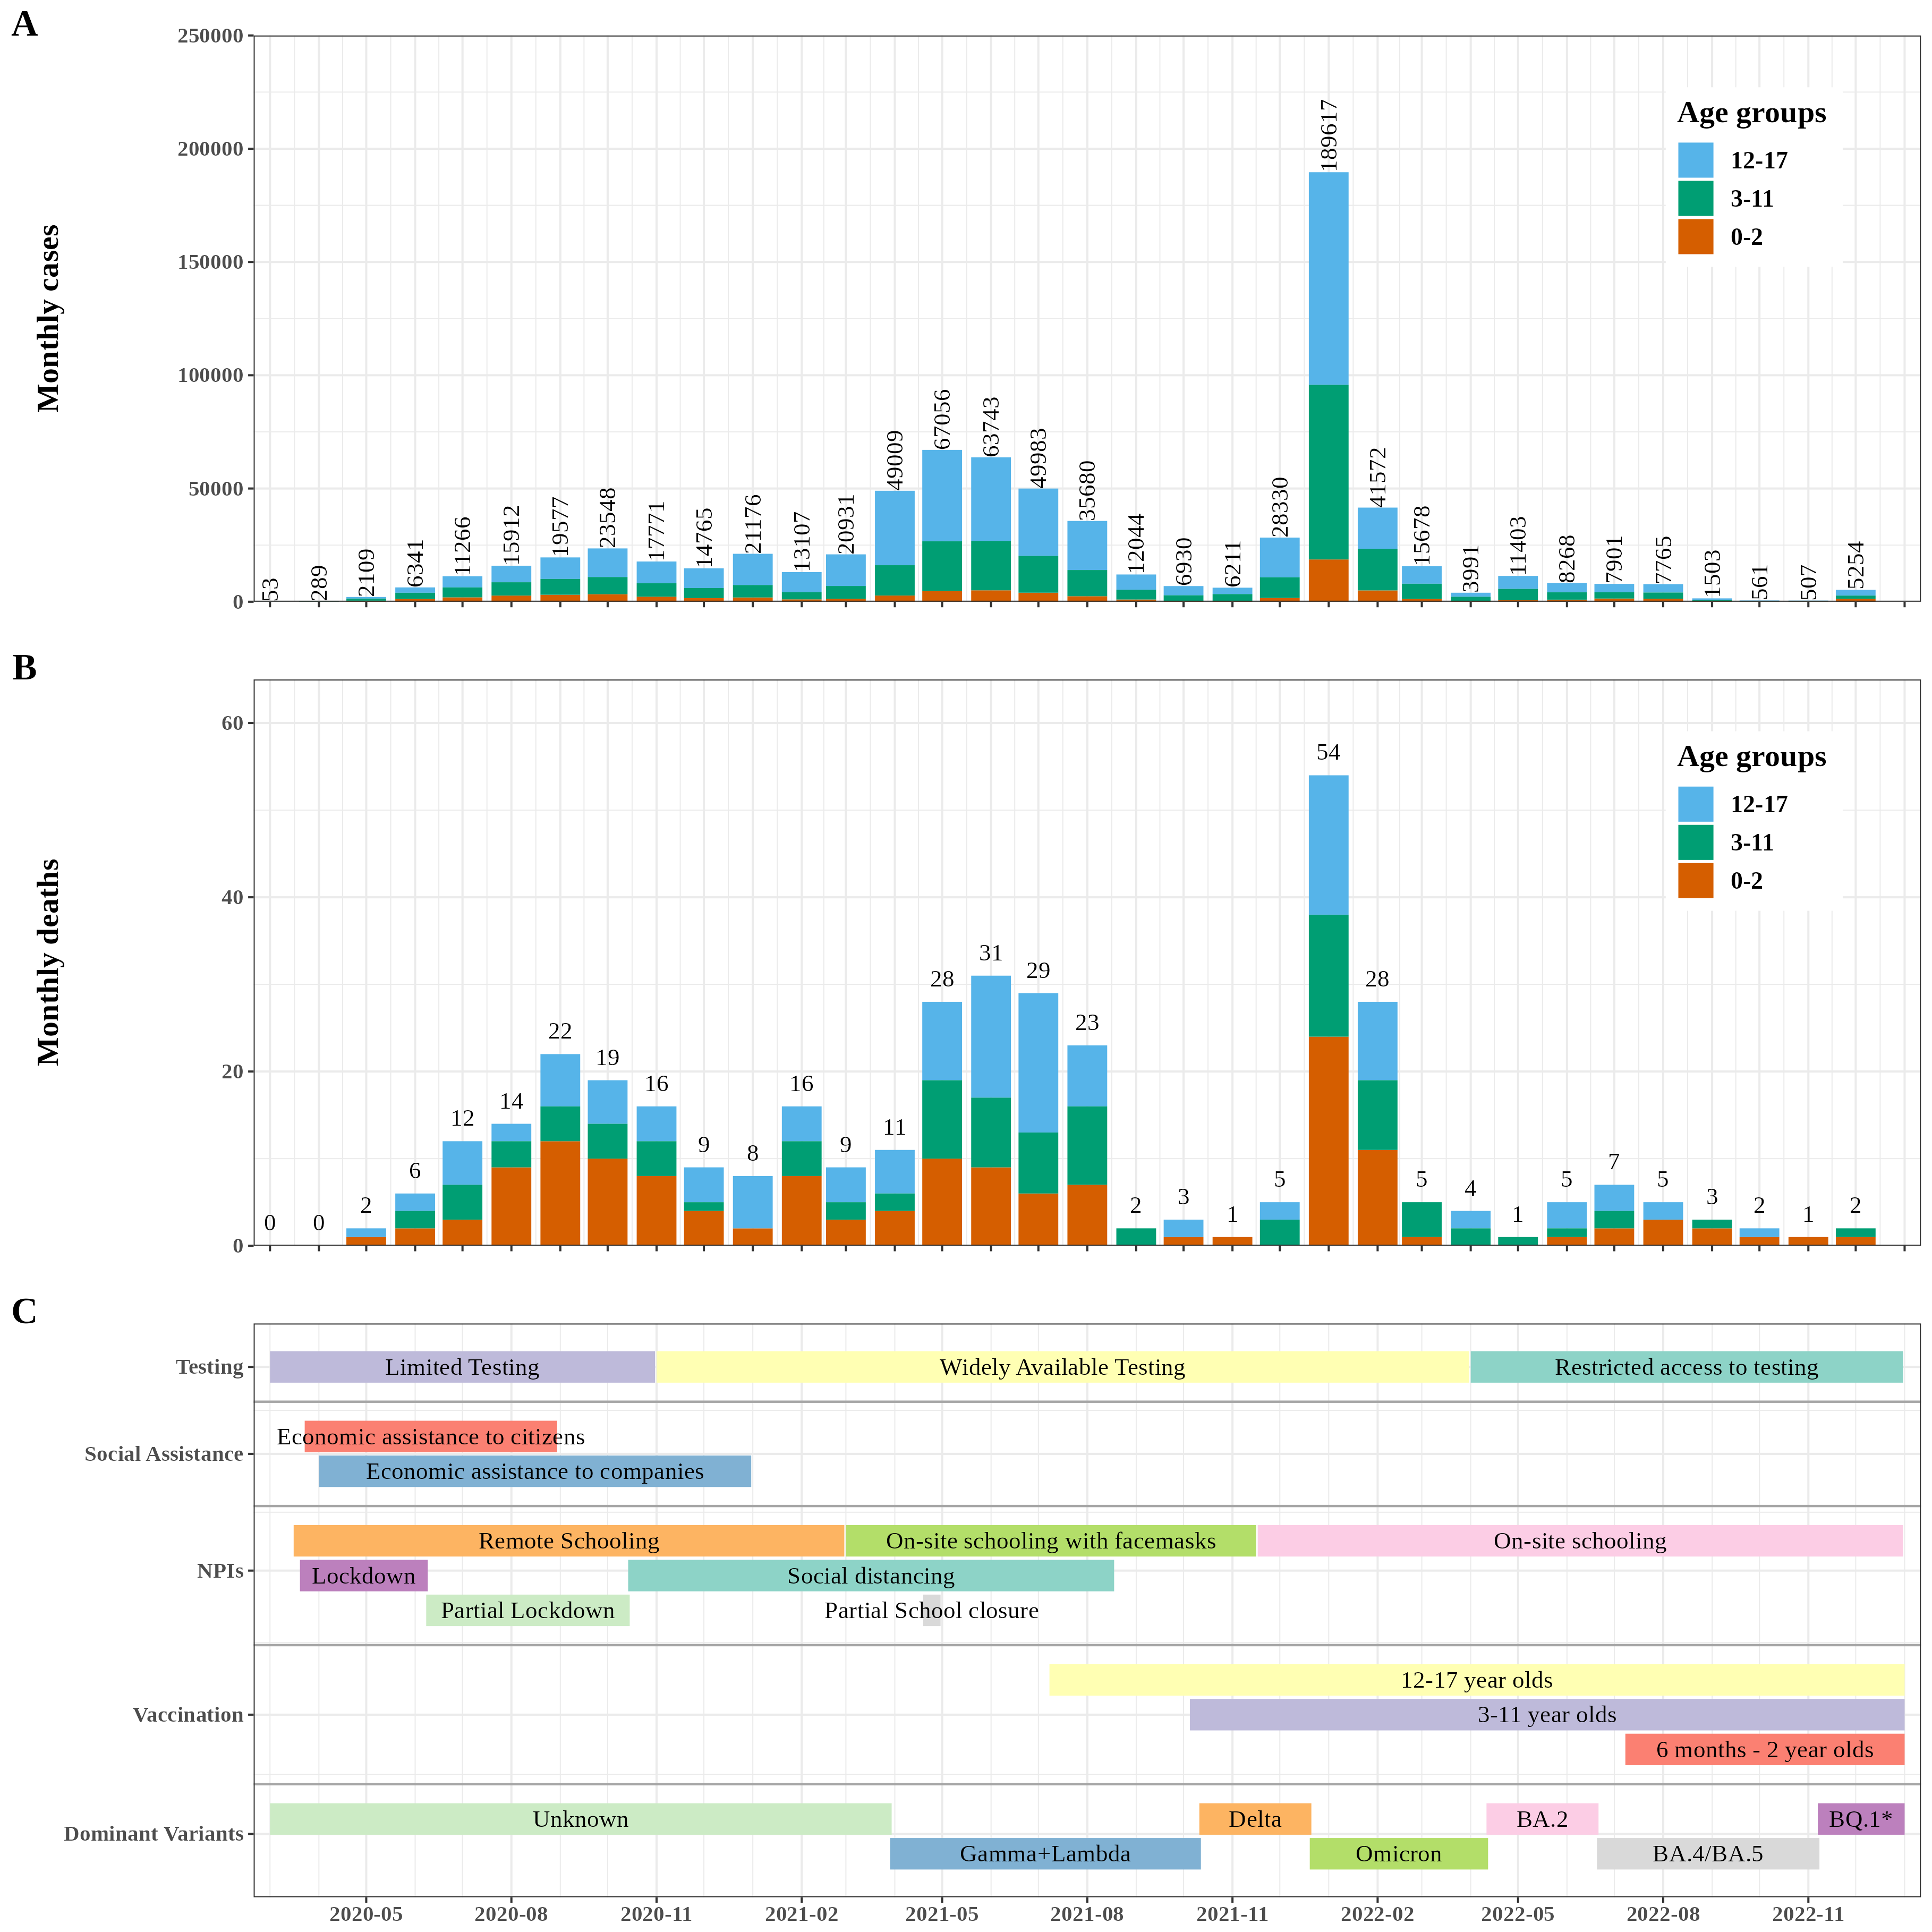 A
Monthly cases
250000
200000
150000
100000
50000
0
53
289
2109
6341
11266
15912
19577
23548
17771
14765
21176
13107
20931
49009
67056
63743
49983
35680
12044
6930
6211
28330
189617
41572
15678
3991
11403
8268
7901
7765
1503
561
507
5254
Age groups
12-17
3-11
0-2
B
Monthly deaths
60
40
20
0
0
0
2
6
12
14
22
19
16
9
8
16
9
11
28
31
29
23
2
3
1
5
54
28
5
4
1
5
7
5
3
2
1
2
Age groups
12-17
3-11
0-2
C
Testing
Limited Testing
Widely Available Testing
Restricted access to testing
Social Assistance
Economic assistance to citizens
Economic assistance to companies
NPIs
Remote Schooling
On-site schooling with facemasks
On-site schooling
Lockdown
Social distancing
Partial Lockdown
Partial School closure
Vaccination
12-17 year olds
3-11 year olds
6 months - 2 year olds
Dominant Variants
Unknown
Delta
BA.2
BQ.1*
Gamma+Lambda
Omicron
BA.4/BA.5
2020-05
2020-08
2020-11
2021-02
2021-05
2021-08
2021-11
2022-02
2022-05
2022-08
2022-11